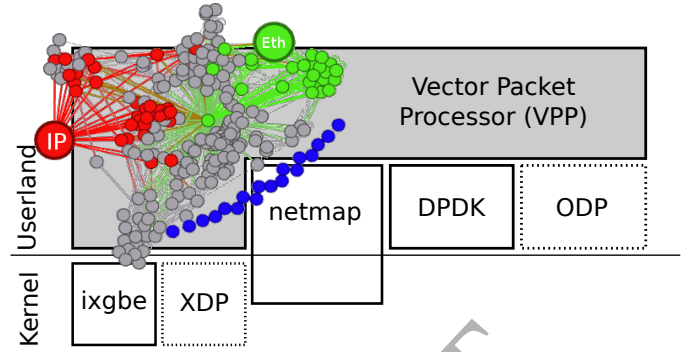 Eth
Vector Packet
Processor (VPP)
IP
Userland
netmap
DPDK
ODP
Kernel
ixgbe
XDP